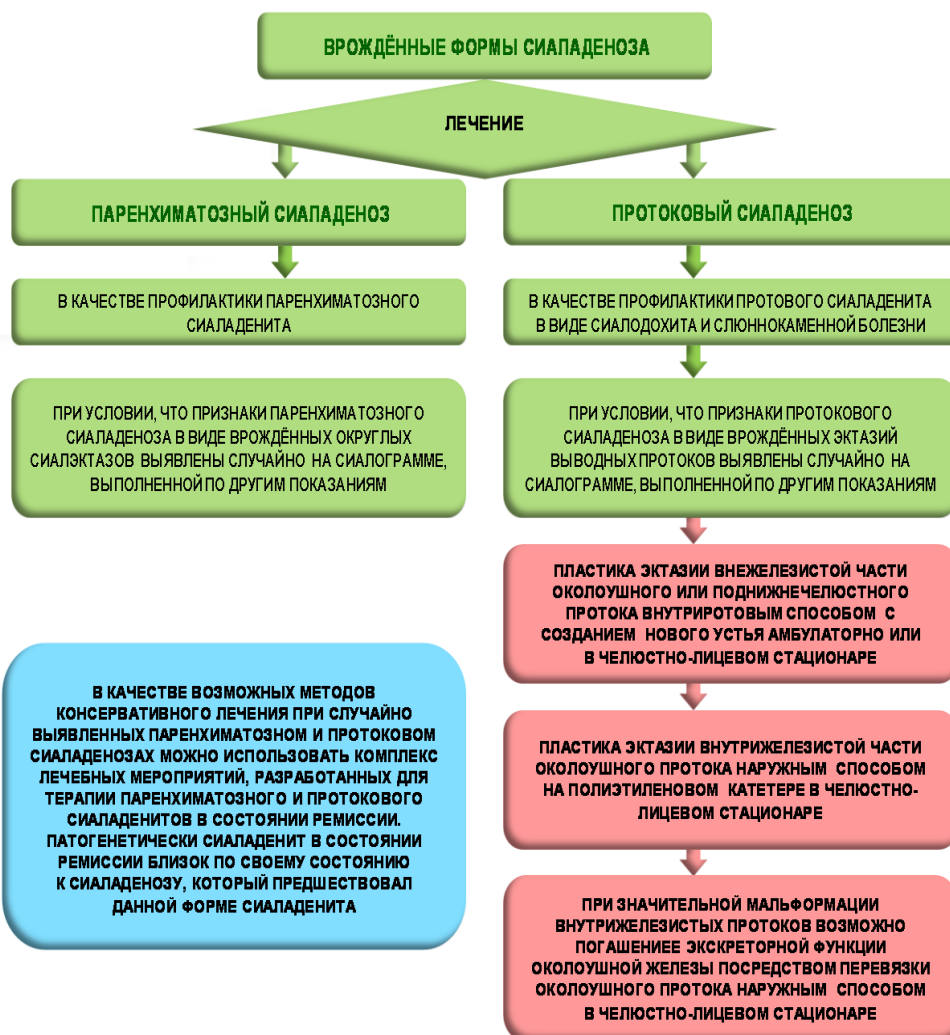 ВРОЖДЁННЫЕ ФОРМЫ СИАЛАДЕНОЗА
ЛЕЧЕНИЕ
ПАРЕНХИМАТОЗНЫЙ СИАЛАДЕНОЗ
В КАЧЕСТВЕ ПРОФИЛАКТИКИ ПАРЕНХИМАТОЗНОГО
СИАЛАДЕНИТА
ПРИ УСЛОВИИ, ЧТО ПРИЗНАКИ ПАРЕНХИМАТОЗНОГО
СИАЛАДЕНОЗА В ВИДЕ ВРОЖДЁННЫХ ОКРУГЛЫХ
СИАЛЭКТАЗОВ ВЫЯВЛЕНЫ СЛУЧАЙНО НА СИАЛОГРАММЕ,
ВЫПОЛНЕННОЙ ПО ДРУГИМ ПОКАЗАНИЯМ
В КАЧЕСТВЕ ВОЗМОЖНЫХ МЕТОДОВ
КОНСЕРВАТИВНОГО ЛЕЧЕНИЯ ПРИ СЛУЧАЙНО
ВЫЯВЛЕННЫХ ПАРЕНХИМАТОЗНОМ И ПРОТОКОВОМ
СИАЛАДЕНОЗАХ МОЖНО ИСПОЛЬЗОВАТЬ КОМПЛЕКС
ЛЕЧЕБНЫХ МЕРОПРИЯТИЙ, РАЗРАБОТАННЫХ ДЛЯ
ТЕРАПИИ ПАРЕНХИМАТОЗНОГО И ПРОТОКОВОГО
СИАЛАДЕНИТОВ В СОСТОЯНИИ РЕМИССИИ.
ПАТОГЕНЕТИЧЕСКИ СИАЛАДЕНИТ В СОСТОЯНИИ
РЕМИССИИ БЛИЗОК ПО СВОЕМУ СОСТОЯНИЮ
К СИАЛАДЕНОЗУ, КОТОРЫЙ ПРЕДШЕСТВОВАЛ
ДАННОЙ ФОРМЕ СИАЛАДЕНИТА
ПРОТОКОВЫЙ СИАЛАДЕНОЗ
В КАЧЕСТВЕ ПРОФИЛАКТИКИ ПРОТОВОГО СИАЛАДЕНИТА
В ВИДЕ СИАЛОДОХИТА И СЛЮННОКАМЕННОЙ БОЛЕЗНИ
ПРИ УСЛОВИИ, ЧТО ПРИЗНАКИ ПРОТОКОВОГО
СИАЛАДЕНОЗА В ВИДЕ ВРОЖДЁННЫХ ЭКТАЗИЙ
ВЫВОДНЫХ ПРОТОКОВ ВЫЯВЛЕНЫ СЛУЧАЙНО НА
СИАЛОГРАММЕ, ВЫПОЛНЕННОЙ ПО ДРУГИМ ПОКАЗАНИЯМ
ПЛАСТИКА ЭКТАЗИИ ВНЕЖЕЛЕЗИСТОЙ ЧАСТИ
ОКОЛОУШНОГО ИЛИ ПОДНИЖНЕЧЕЛЮСТНОГО
ПРОТОКА ВНУТРИРОТОВЫМ СПОСОБОМ С
СОЗДАНИЕМ НОВОГО УСТЬЯ АМБУЛАТОРНО ИЛИ
В ЧЕЛЮСТНО-ЛИЦЕВОМ СТАЦИОНАРЕ
ПЛАСТИКА ЭКТАЗИИ ВНУТРИЖЕЛЕЗИСТОЙ ЧАСТИ
ОКОЛОУШНОГО ПРОТОКА НАРУЖНЫМ СПОСОБОМ
НА ПОЛИЭТИЛЕНОВОМ КАТЕТЕРЕ В ЧЕЛЮСТНО-
ЛИЦЕВОМ СТАЦИОНАРЕ
ПРИ ЗНАЧИТЕЛЬНОЙ МАЛЬФОРМАЦИИ
ВНУТРИЖЕЛЕЗИСТЫХ ПРОТОКОВ ВОЗМОЖНО
ПОГАШЕНИЕЕ ЭКСКРЕТОРНОЙ ФУНКЦИИ
ОКОЛОУШНОЙ ЖЕЛЕЗЫ ПОСРЕДСТВОМ ПЕРЕВЯЗКИ
ОКОЛОУШНОГО ПРОТОКА НАРУЖНЫМ СПОСОБОМ
В ЧЕЛЮСТНО-ЛИЦЕВОМ СТАЦИОНАРЕ